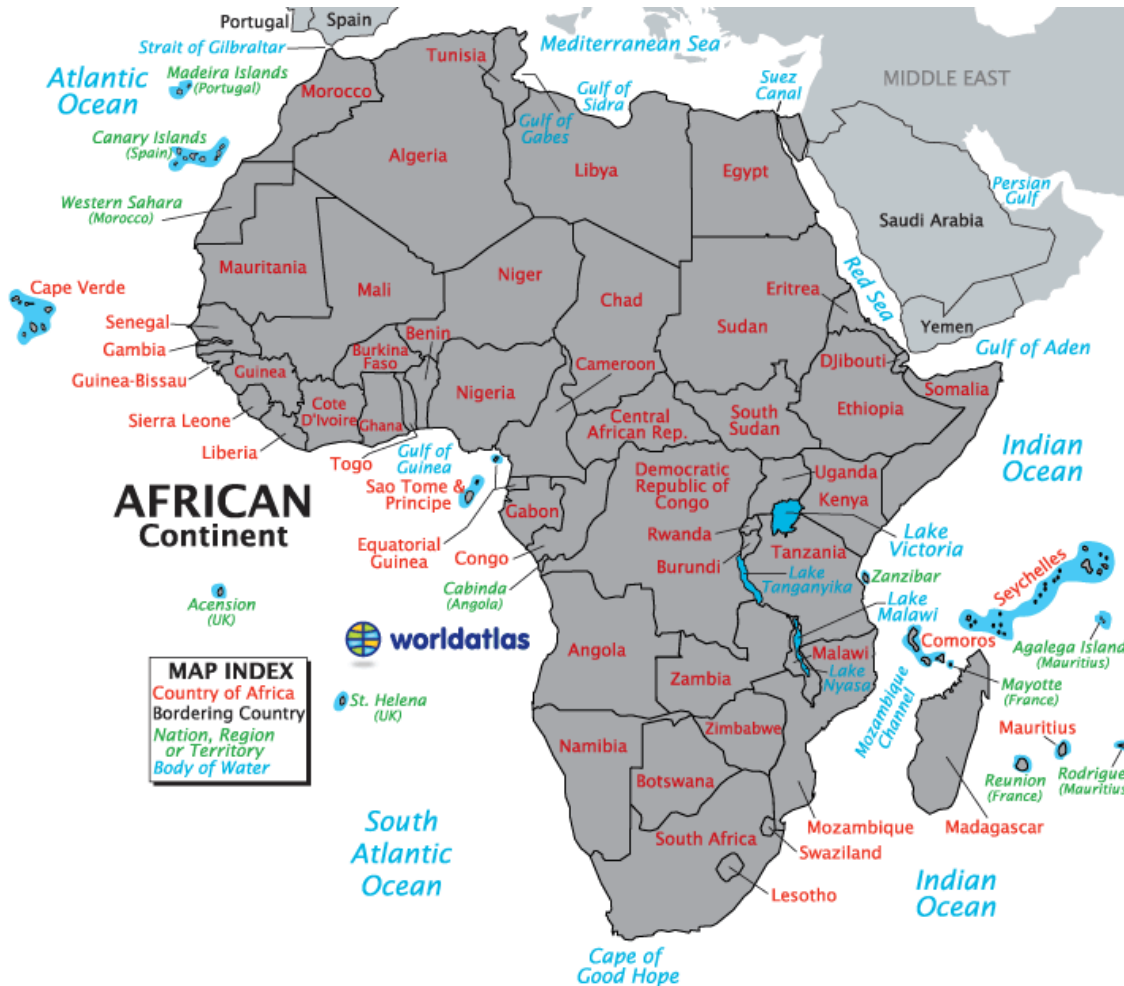 Portugal
Spain
Strait of Gilbraltar
Mediterranean Sea
Atlantic
Ocean
Madeira Islands
(Portugal)
Tunisia
Morocco
Gulf of
Sidra
Suez
Canal
MIDDLE EAST
Gulf of
Gabes
Canary Islands
(Spain)
Algeria
Libya
Egypt
Western Sahara
(Morocco)
Persian
Gulf
Saudi Arabia
Red Sea
Mauritania
Mali
Niger
Chad
Sudan
Eritrea
Yemen
Gulf of Aden
Cape Verde
Senegal
Gambia
Guinea-Bissau
Guinea
Sierra Leone
Liberia
Cote
D'Ivoire
Burkina
Faso
Benin
Ghana
Togo
Nigeria
Cameroon
Central
African Rep.
South
Sudan
DJibouti
Somalia
Ethiopia
Indian
Ocean
Gulf of
Guinea
Sao Tome &
Principe
Equatorial
Guinea
Gabon
Congo
Cabinda
(Angola)
Democratic
Republic of
Congo
Uganda
Kenya
Rwanda
Burundi
Tanzania
Lake
Victoria
Lake
Tanganyika
Zanzibar
Lake
Malawi
Seychelles
AFRICAN
Continent
Acension
(UK)
worldatlas
St. Helena
(UK)
MAP INDEX
Country of Africa
Bordering Country
Nation, Region
or Territory
Body of Water
Angola
Zambia
Malawi
Lake
Nyasa
Comoros
Agalega Island
(Mauritius)
Mayotte
(France)
Mozambique
Channel
Mauritius
Reunion
(France)
Rodrigue
(Mauritius
Madagascar
Namibia
Zimbabwe
Botswana
Mozambique
South Africa
Swaziland
Lesotho
South
Atlantic
Ocean
Indian
Ocean
Cape of
Good Hope